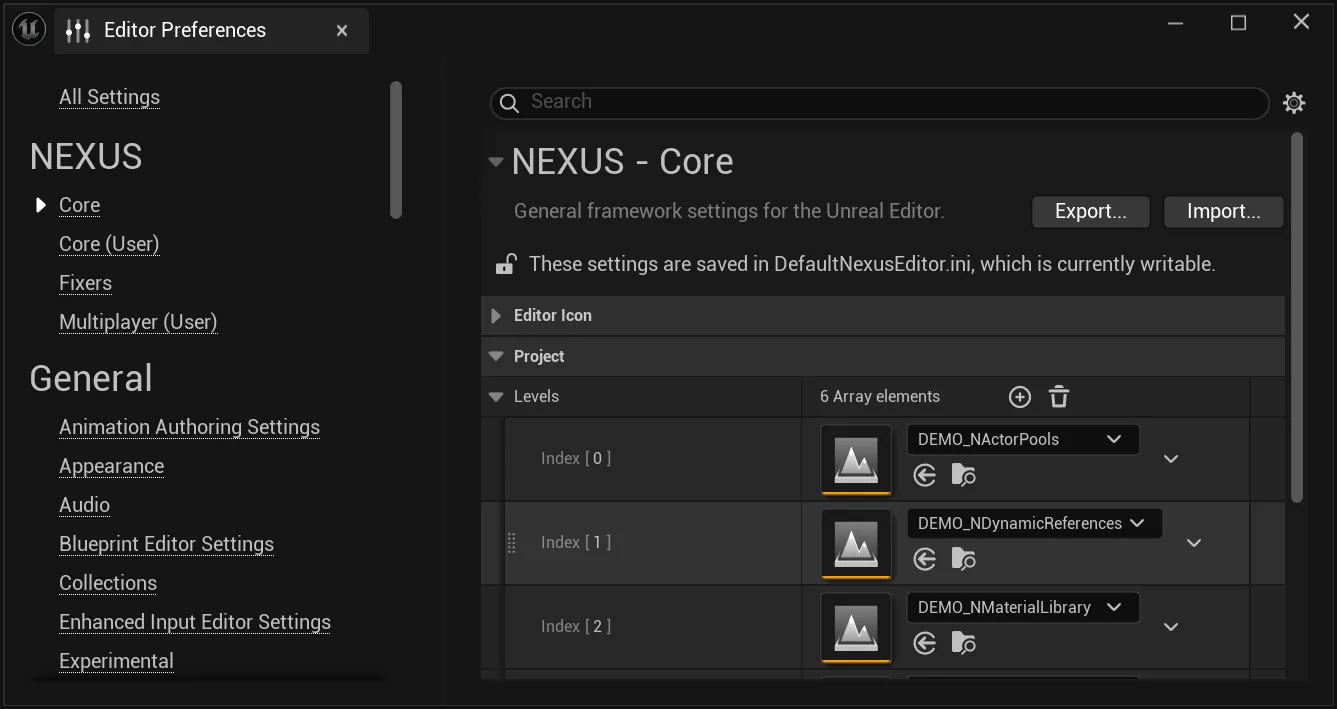 Editor Preferences
All Settings
NEXUS
Core
Core (User)
Fixers
Multiplayer (User)
General
Animation Authoring Settings
Appearance
Audio
Blueprint Editor Settings
Collections
Enhanced Input Editor Settings
Experimental
Search
NEXUS - Core
General framework settings for the Unreal Editor.
Export...
Import...
These settings are saved in DefaultNexusEditor.ini, which is currently writable.
Editor Icon
Project
Levels
6 Array elements
Index [ 0 ]
DEMO_NActorPools
Index [ 1 ]
DEMO_NDynamicReferences
Index [ 2 ]
DEMO_NMaterialLibrary